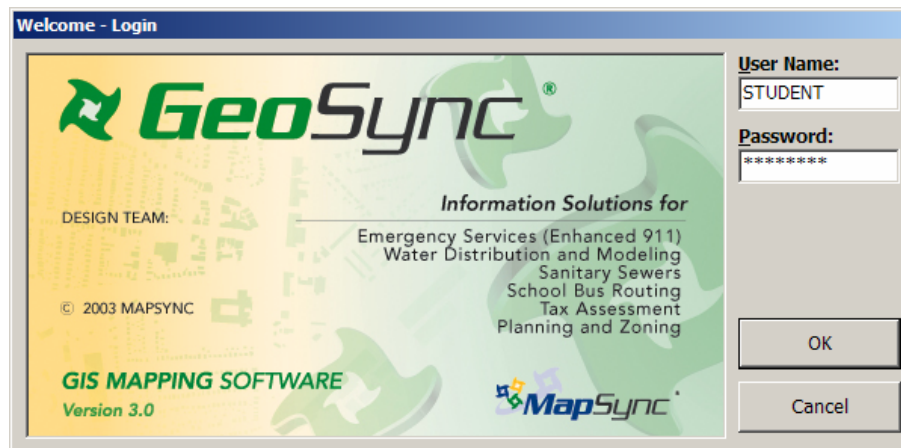 Welcome - Login
GeoSync ®
Information Solutions for
DESIGN TEAM:
Emergency Services (Enhanced 911)
Water Distribution and Modeling
Sanitary Sewers
School Bus Routing
Tax Assessment
Planning and Zoning
© 2003 MAPSYNC
GIS MAPPING SOFTWARE
Version 3.0
MapSync
User Name:
STUDENT
Password:
********
OK
Cancel